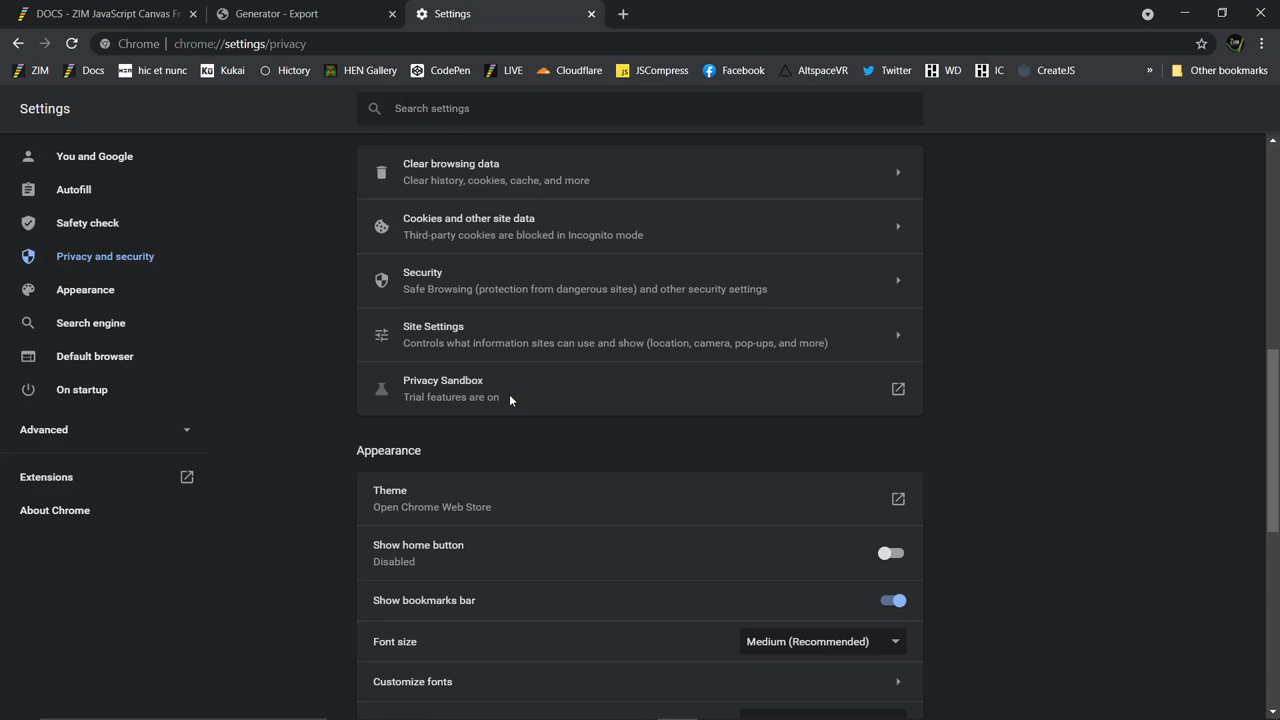 DOCS - ZIM JavaScript Canvas Fr
Generator - Export
Settings
Chrome | chrome://settings/privacy
ZIM
Docs
hic et nunc
Kukai
Hictory
HEN Gallery
CodePen
LIVE
Cloudflare
JSCompress
Facebook
AltspaceVR
Twitter
WD
IC
CreateJS
»
Other bookmarks
Settings
Search settings
You and Google
Autofill
Safety check
Privacy and security
Appearance
Search engine
Default browser
On startup
Advanced
Extensions
About Chrome
Clear browsing data
Clear history, cookies, cache, and more
Cookies and other site data
Third-party cookies are blocked in Incognito mode
Security
Safe Browsing (protection from dangerous sites) and other security settings
Site Settings
Controls what information sites can use and show (location, camera, pop-ups, and more)
Privacy Sandbox
Trial features are on
Appearance
Theme
Open Chrome Web Store
Show home button
Disabled
Show bookmarks bar
Font size
Medium (Recommended)
Customize fonts